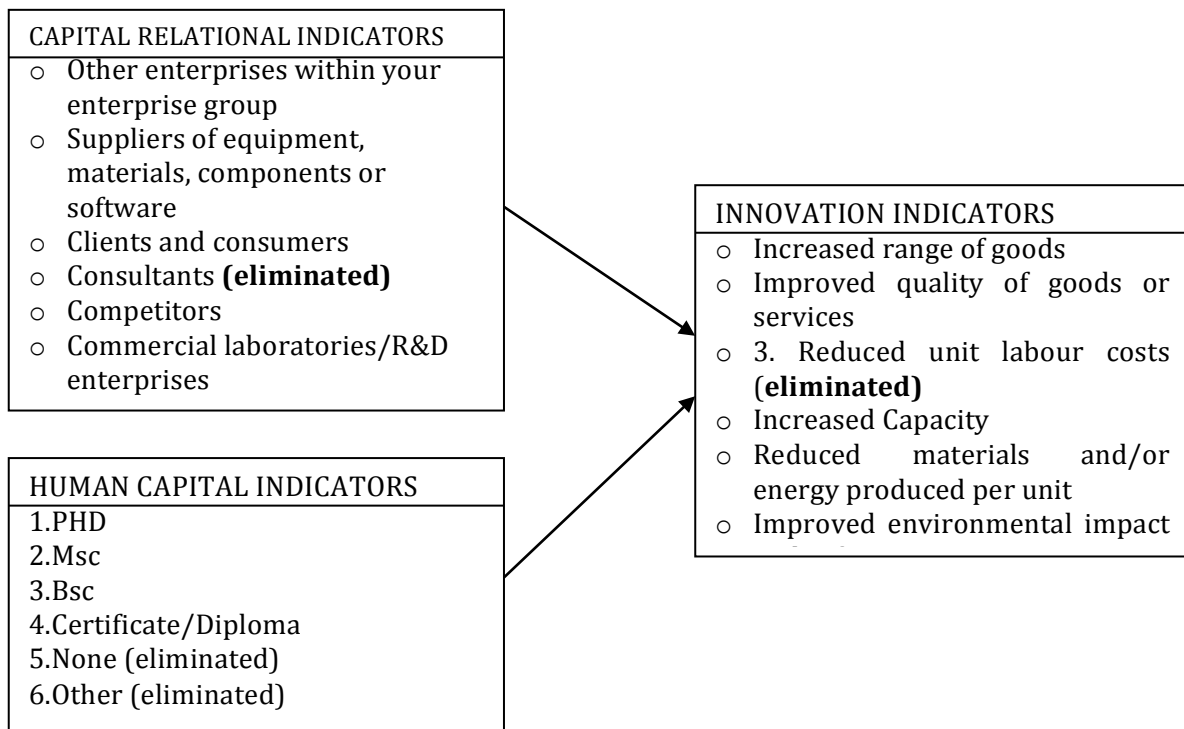 CAPITAL RELATIONAL INDICATORS
o Other enterprises within your
enterprise group
o Suppliers of equipment,
materials, components or
software
o Clients and consumers
o Consultants (eliminated)
o Competitors
o Commercial laboratories/R&D
enterprises
HUMAN CAPITAL INDICATORS
1.PHD
2.Msc
3.Bsc
4.Certificate/Diploma
5.None (eliminated)
6.Other (eliminated)
INNOVATION INDICATORS
o Increased range of goods
o Improved quality of goods or
services
o 3. Reduced unit labour costs
(eliminated)
o Increased Capacity
o Reduced materials and/or
energy produced per unit
o Improved environmental impact